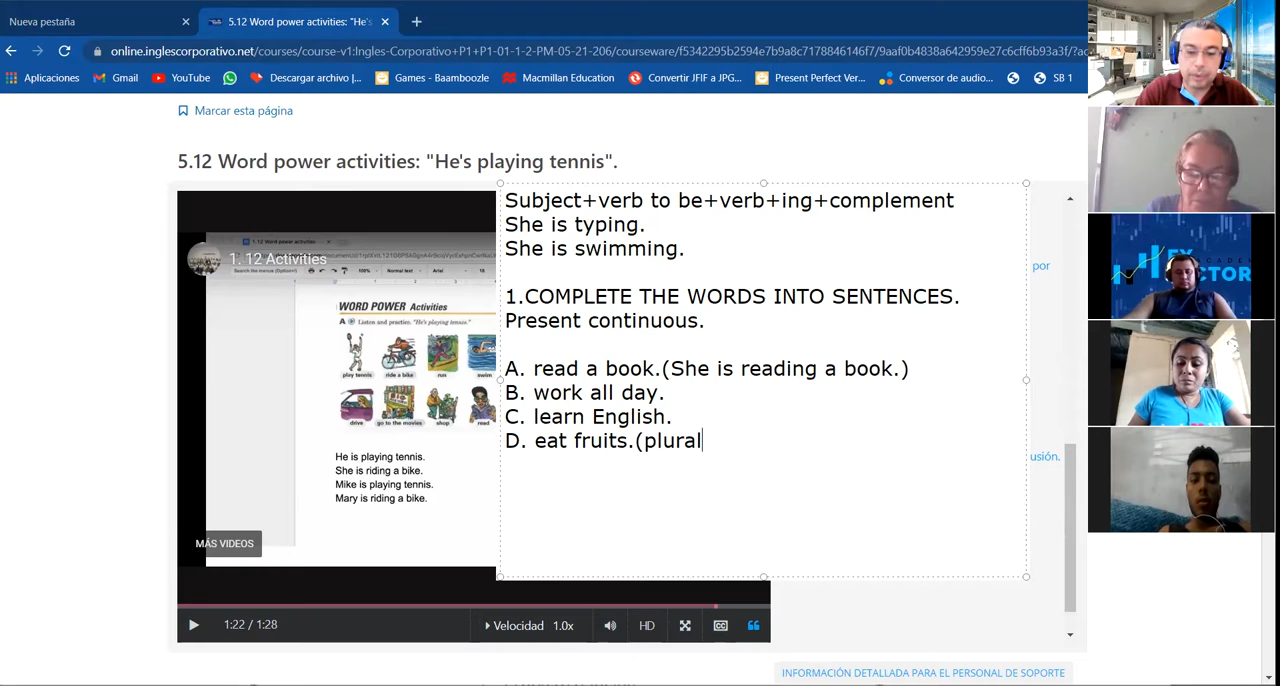 Nueva pestaña
5.12 Word power activities: "He's
online.inglescorporativo.net/courses/course-v1:Ingles-Corporativo+P1+P1-01-1-2-PM-05-21-206/courseware/f5342295b2594e7b9a8c7178846146f7/9aaf0b4838a642959e27c6cff6b93a3f/?ac
Aplicaciones Gmail YouTube Descargar archivo |... Games - Baamboozle Macmillan Education Convertir JFIF a JPG... Present Perfect Ver... Conversor de audio... SB 1
Marcar esta página
5.12 Word power activities: "He's playing tennis".
1. 12 Activities
WORD POWER Activities
A Listen and practice. "He's playing tennis."
play tennis ride a bike run
drive go to the movies shop read
He is playing tennis.
She is riding a bike.
Mike is playing tennis.
Mary is riding a bike.
MÁS VIDEOS
Subject+verb to be+verb+ing+complement
She is typing.
She is swimming.
1.COMPLETE THE WORDS INTO SENTENCES.
Present continuous.
A. read a book.(She is reading a book.)
B. work all day.
C. learn English.
D. eat fruits.(plural
por
usión.
1:22 / 1:28 Velocidad 1.0x HD
INFORMACIÓN DETALLADA PARA EL PERSONAL DE SOPORTE